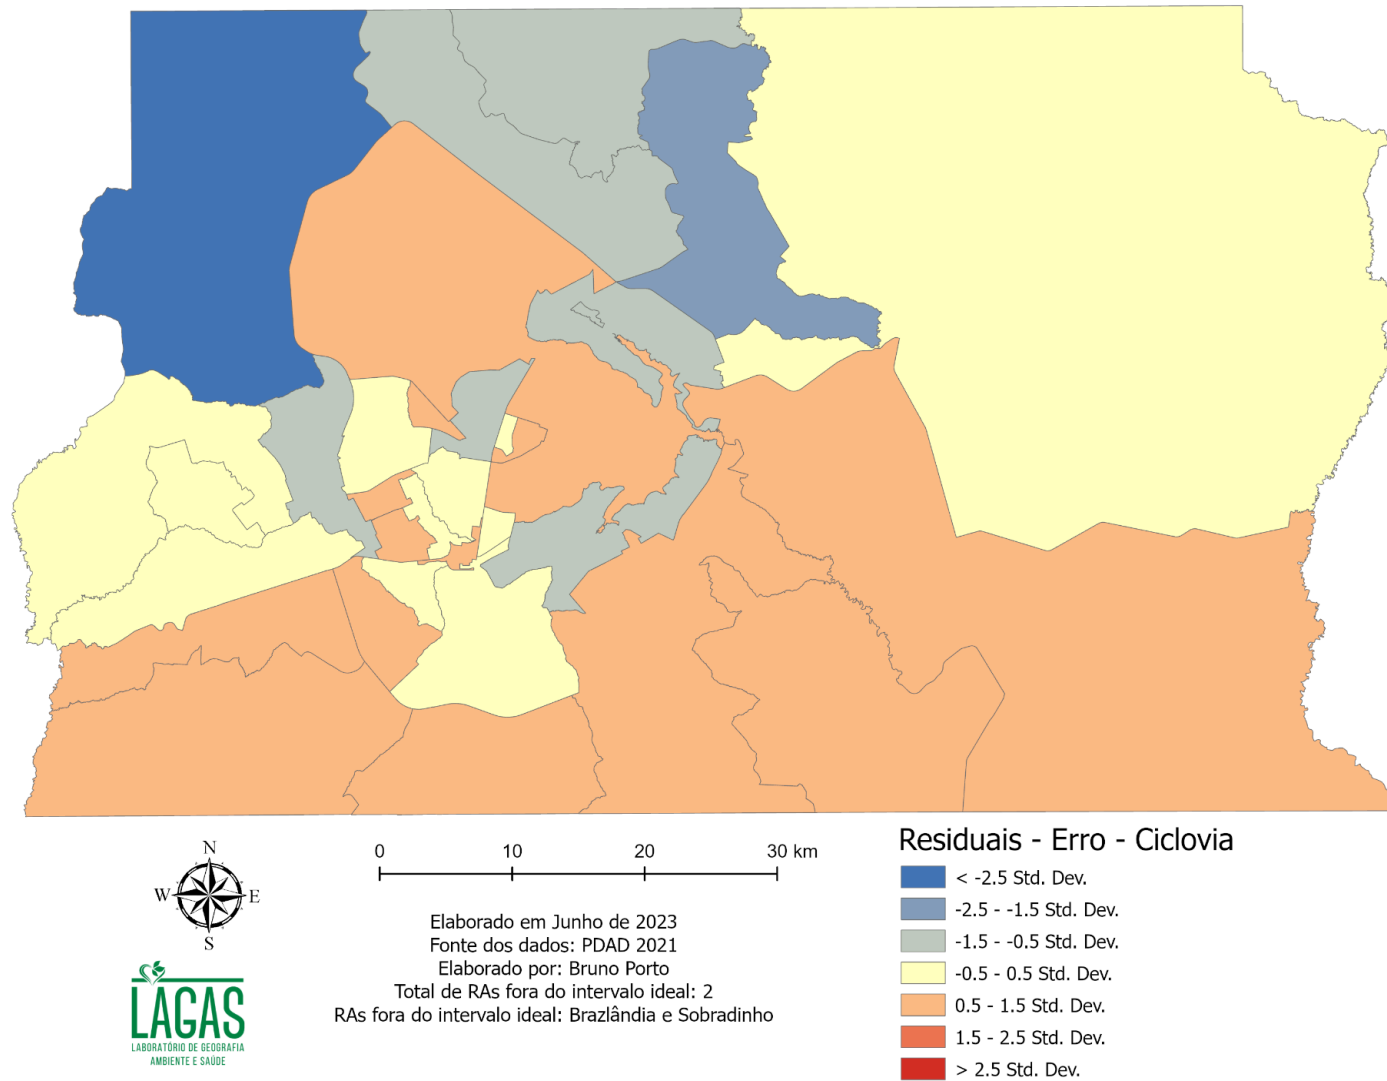 N
W
E
S
0 10 20 30 km
Elaborado em Junho de 2023
Fonte dos dados: PDAD 2021
Elaborado por: Bruno Porto
Total de RAs fora do intervalo ideal: 2
RAs fora do intervalo ideal: Brazlândia e Sobradinho
LAGAS
LABORATÓRIO DE GEOGRAFIA
AMBIENTE E SAÚDE
Residuais - Erro - Ciclovia
< -2.5 Std. Dev.
-2.5 - -1.5 Std. Dev.
-1.5 - -0.5 Std. Dev.
-0.5 - 0.5 Std. Dev.
0.5 - 1.5 Std. Dev.
1.5 - 2.5 Std. Dev.
> 2.5 Std. Dev.